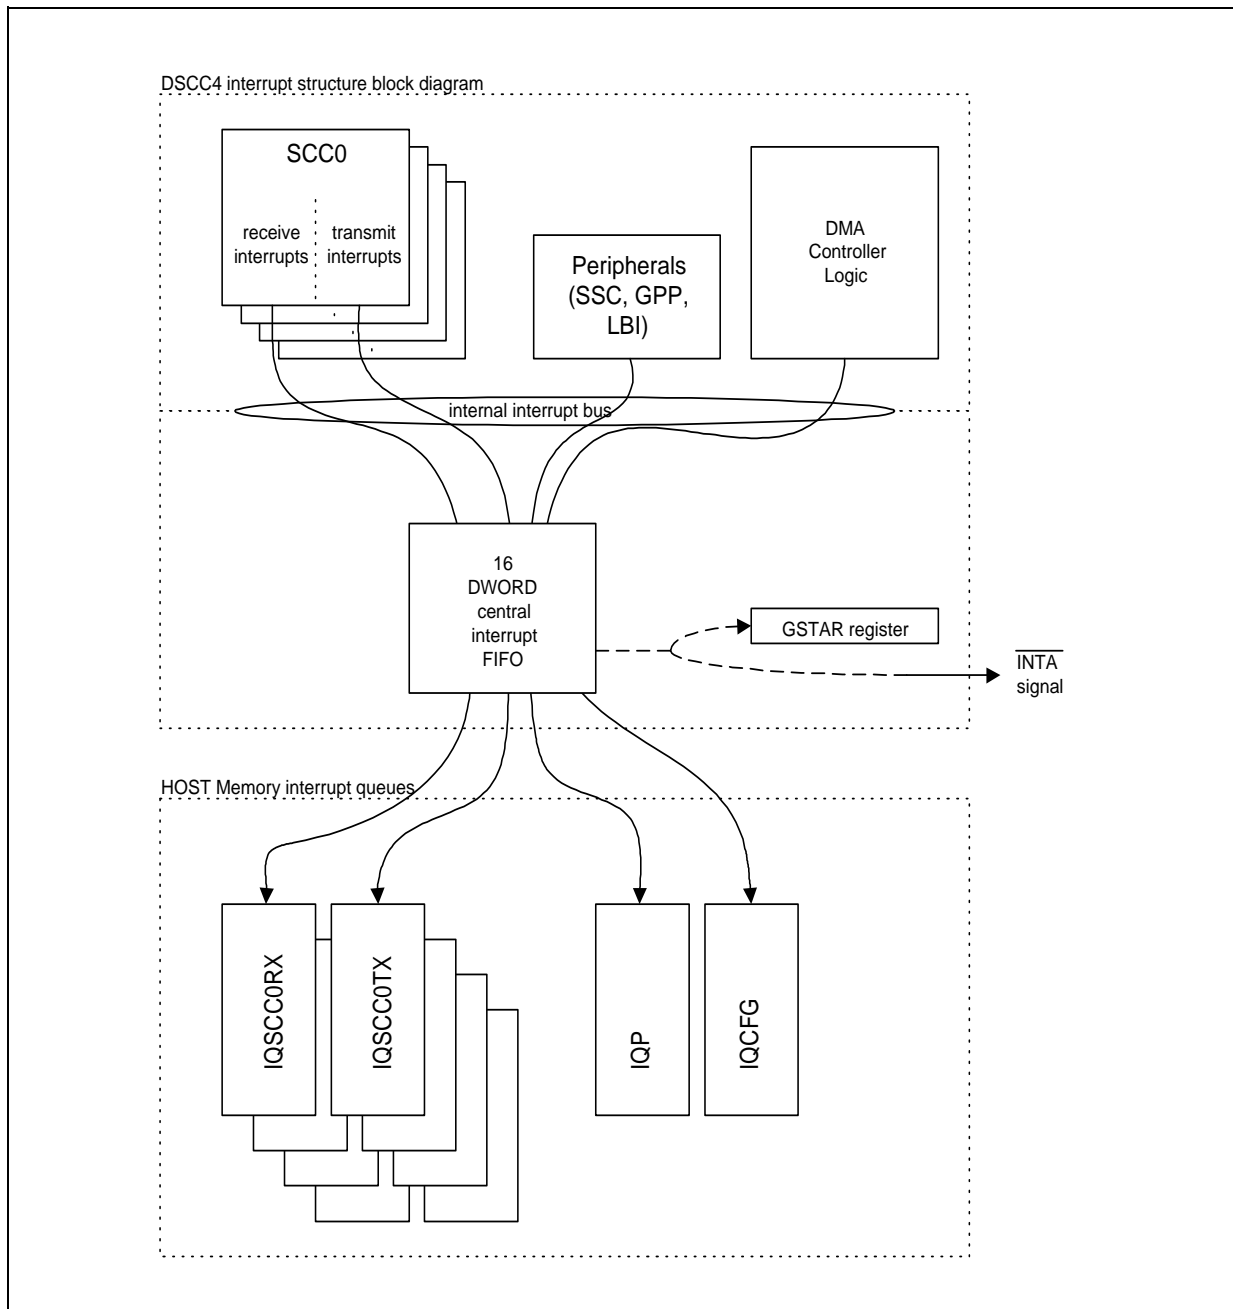 DSCC4 interrupt structure block diagram
SCC0
receive
interrupts
transmit
interrupts
Peripherals
(SSC, GPP,
LBI)
DMA
Controller
Logic
internal interrupt bus
16
DWORD
central
interrupt
FIFO
GSTAR register
INTA
signal
HOST Memory interrupt queues
IQSCC0RX
IQSCC0TX
IQP
IQCFG